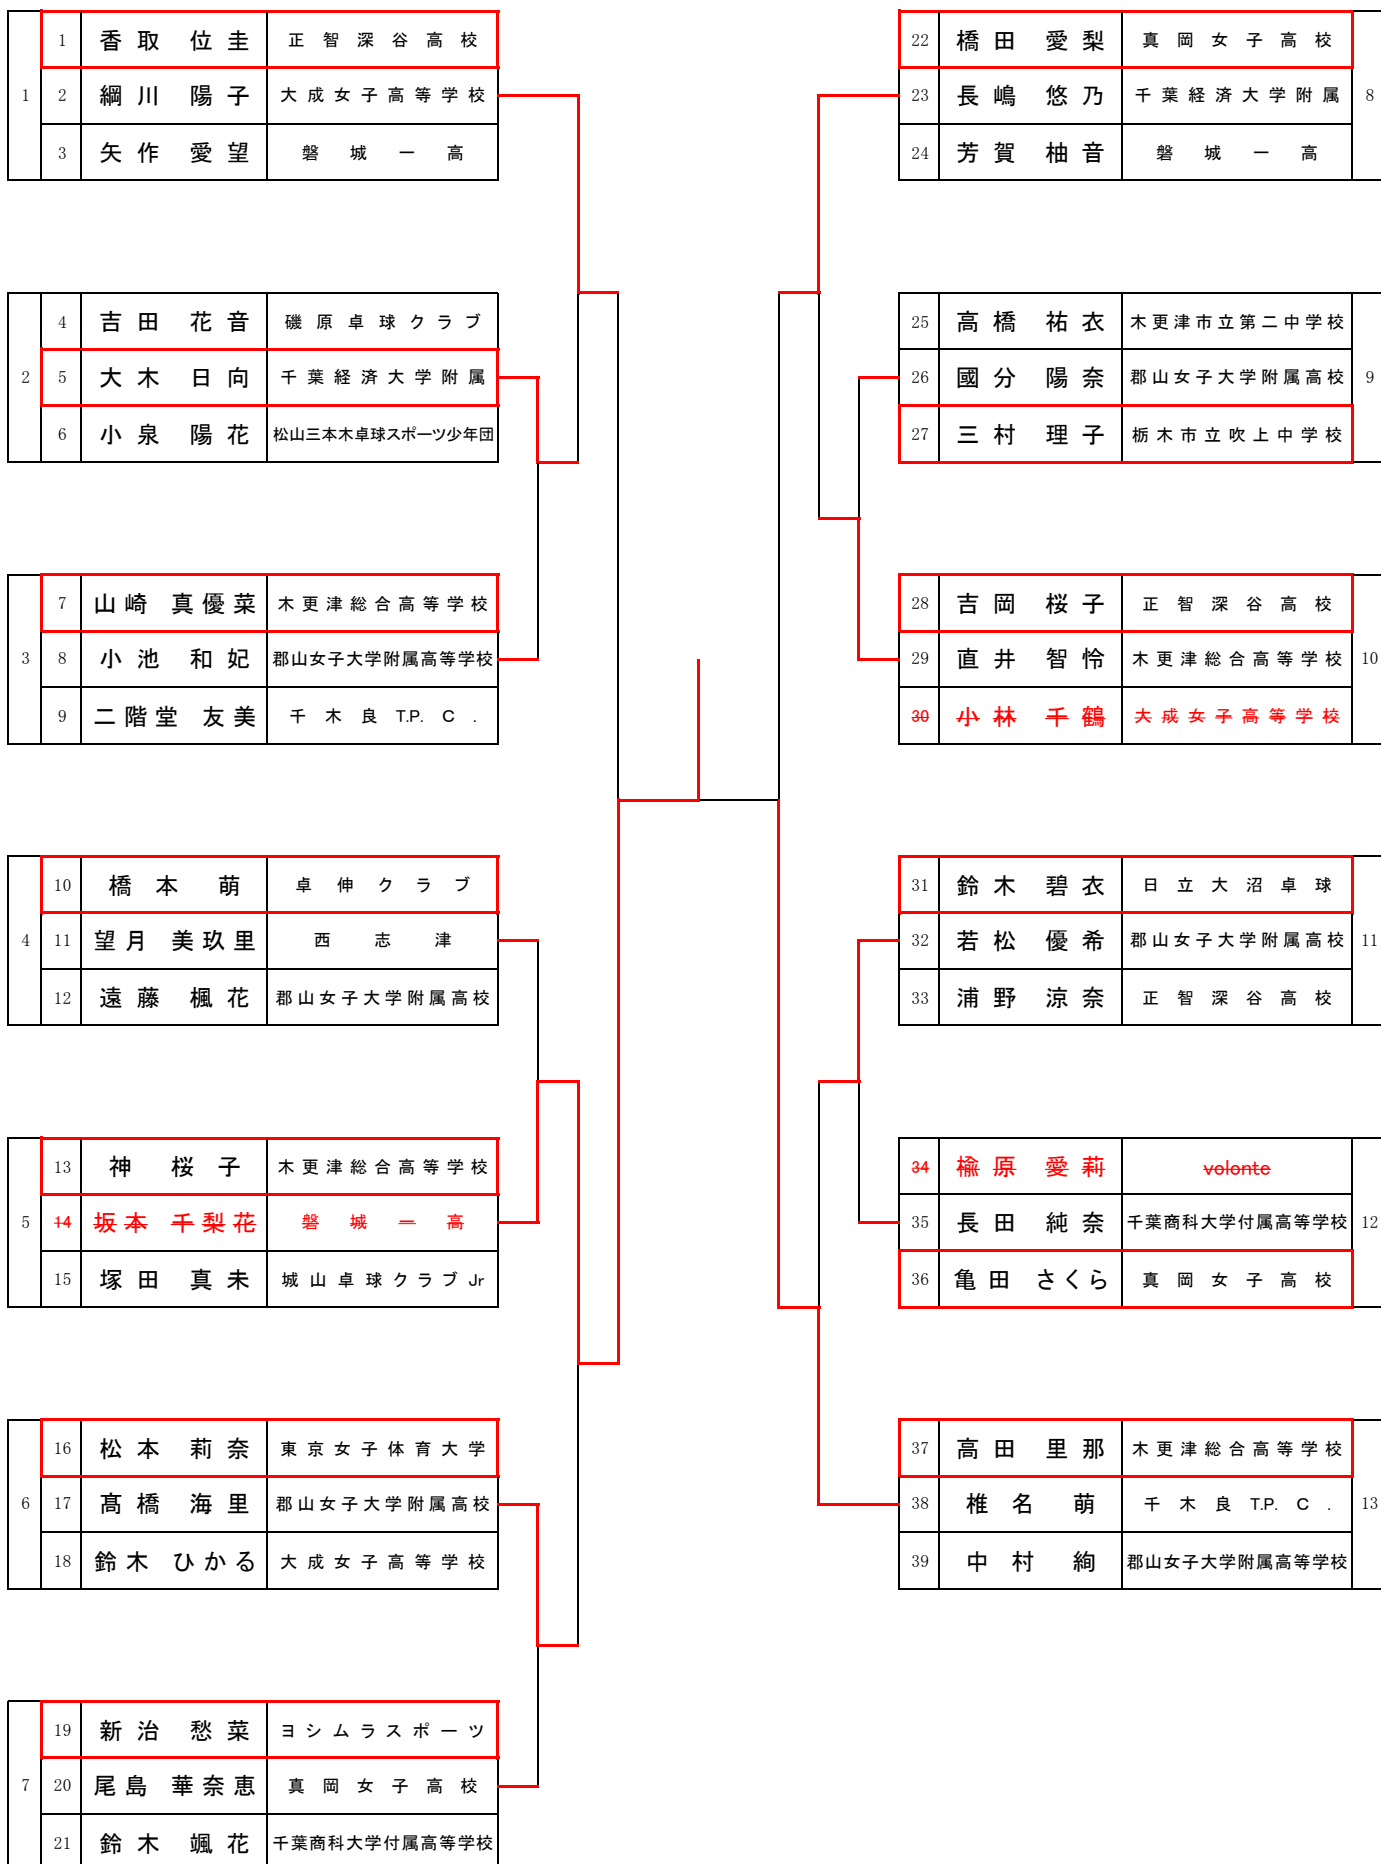 1 香取 位圭 正智深谷高校
1 2 綱川 陽子 大成女子高等学校
3 矢作 愛望 磐城一高
4 吉田 花音 磯原卓球クラブ
2 5 大木 日向 千葉経済大学附属
6 小泉 陽花 松山三本木卓球スポーツ少年団
7 山崎 真優菜 木更津総合高等学校
3 8 小池 和妃 郡山女子大学附属高等学校
9 二階堂 友美 千木良T.P.C.
10 橋本 萌 卓伸クラブ
4 11 望月 美玖里 西志津
12 遠藤 楓花 郡山女子大学附属高校
13 神 桜子 木更津総合高等学校
5 14 坂本 千梨花 磐城一高
15 塚田 真未 城山卓球クラブJr
16 松本 莉奈 東京女子体育大学
6 17 髙橋 海里 郡山女子大学附属高校
18 鈴木 ひかる 大成女子高等学校
19 新治 愁菜 ヨシムラスポーツ
7 20 尾島 華奈恵 真岡女子高校
21 鈴木 颯花 千葉商科大学付属高等学校
22 橋田 愛梨 真岡女子高校
23 長嶋 悠乃 千葉経済大学附属 8
24 芳賀 柚音 磐城一高
25 高橋 祐衣 木更津市立第二中学校
26 國分 陽奈 郡山女子大学附属高校 9
27 三村 理子 栃木市立吹上中学校
28 吉岡 桜子 正智深谷高校
29 直井 智怜 木更津総合高等学校 10
30 小林 千鶴 大成女子高等学校
31 鈴木 碧衣 日立大沼卓球
32 若松 優希 郡山女子大学附属高校 11
33 浦野 涼奈 正智深谷高校
34 楡原 愛莉 volonte
35 長田 純奈 千葉商科大学付属高等学校 12
36 亀田 さくら 真岡女子高校
37 高田 里那 木更津総合高等学校
38 椎名 萌 千木良T.P.C. 13
39 中村 絢 郡山女子大学附属高等学校